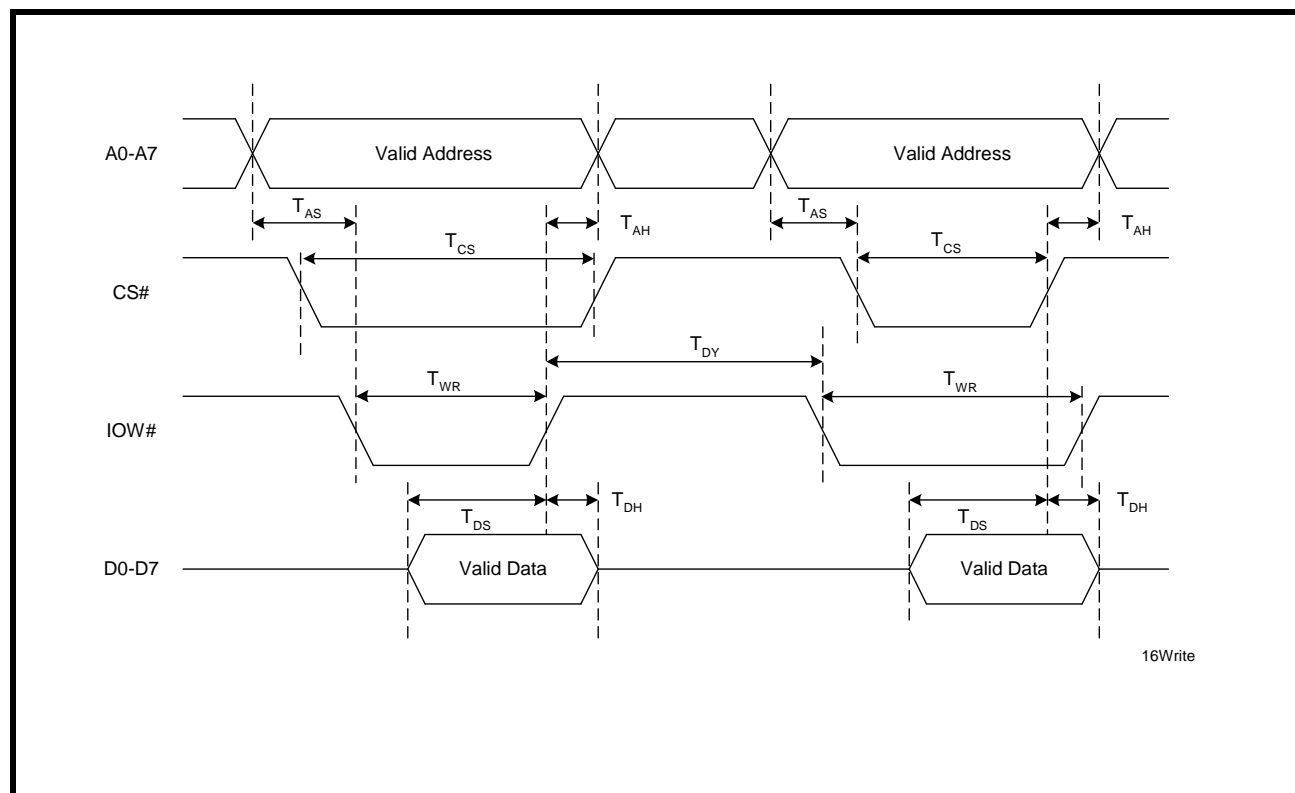 A0-A7
Valid Address
Valid Address
TAS
TAH
TAS
TAH
TCS
TCS
CS#
TDY
TWR
TWR
IOW#
TDS
TDH
TDS
TDH
D0-D7
Valid Data
Valid Data
16Write